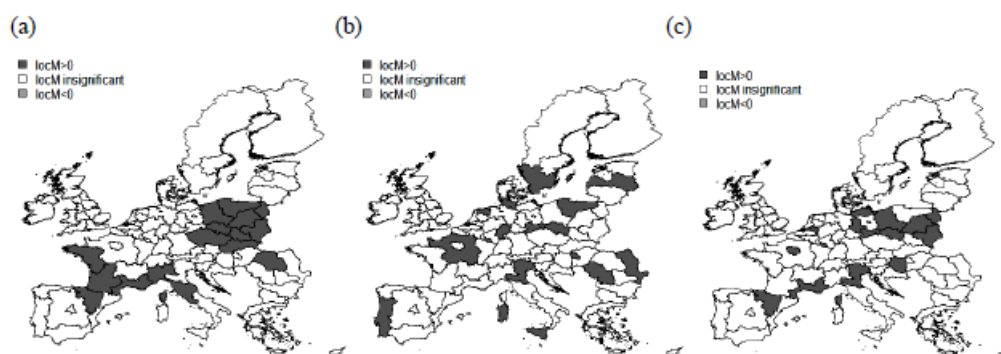 (a)
locM>0
locM insignificant
locM<0
(b)
locM>0
locM insignificant
locM<0
(c)
locM>0
locM insignificant
locM<0